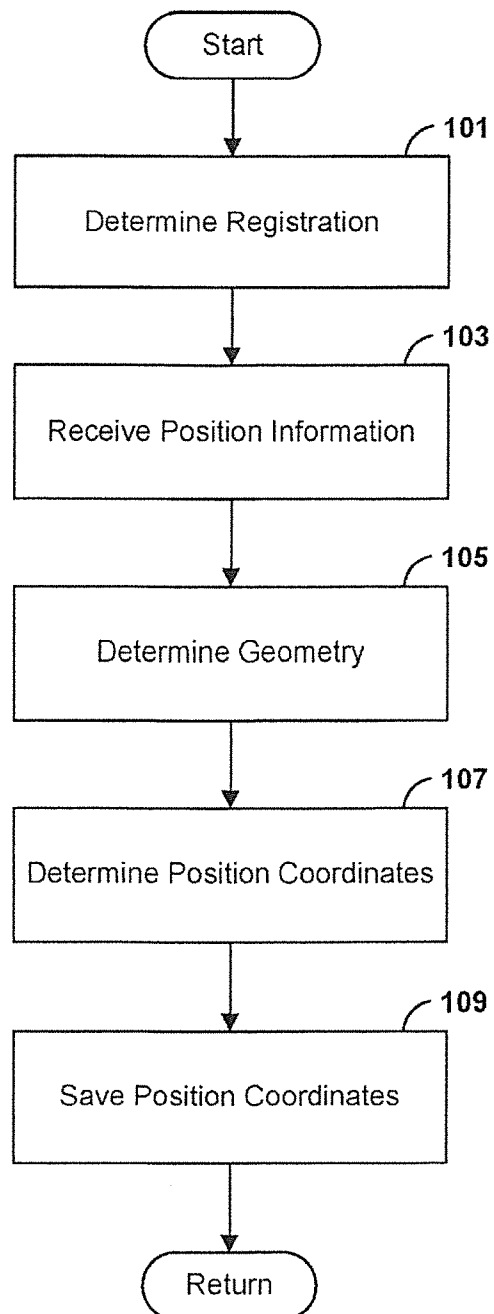 Start
101
Determine Registration
103
Receive Position Information
105
Determine Geometry
107
Determine Position Coordinates
109
Save Position Coordinates
Return